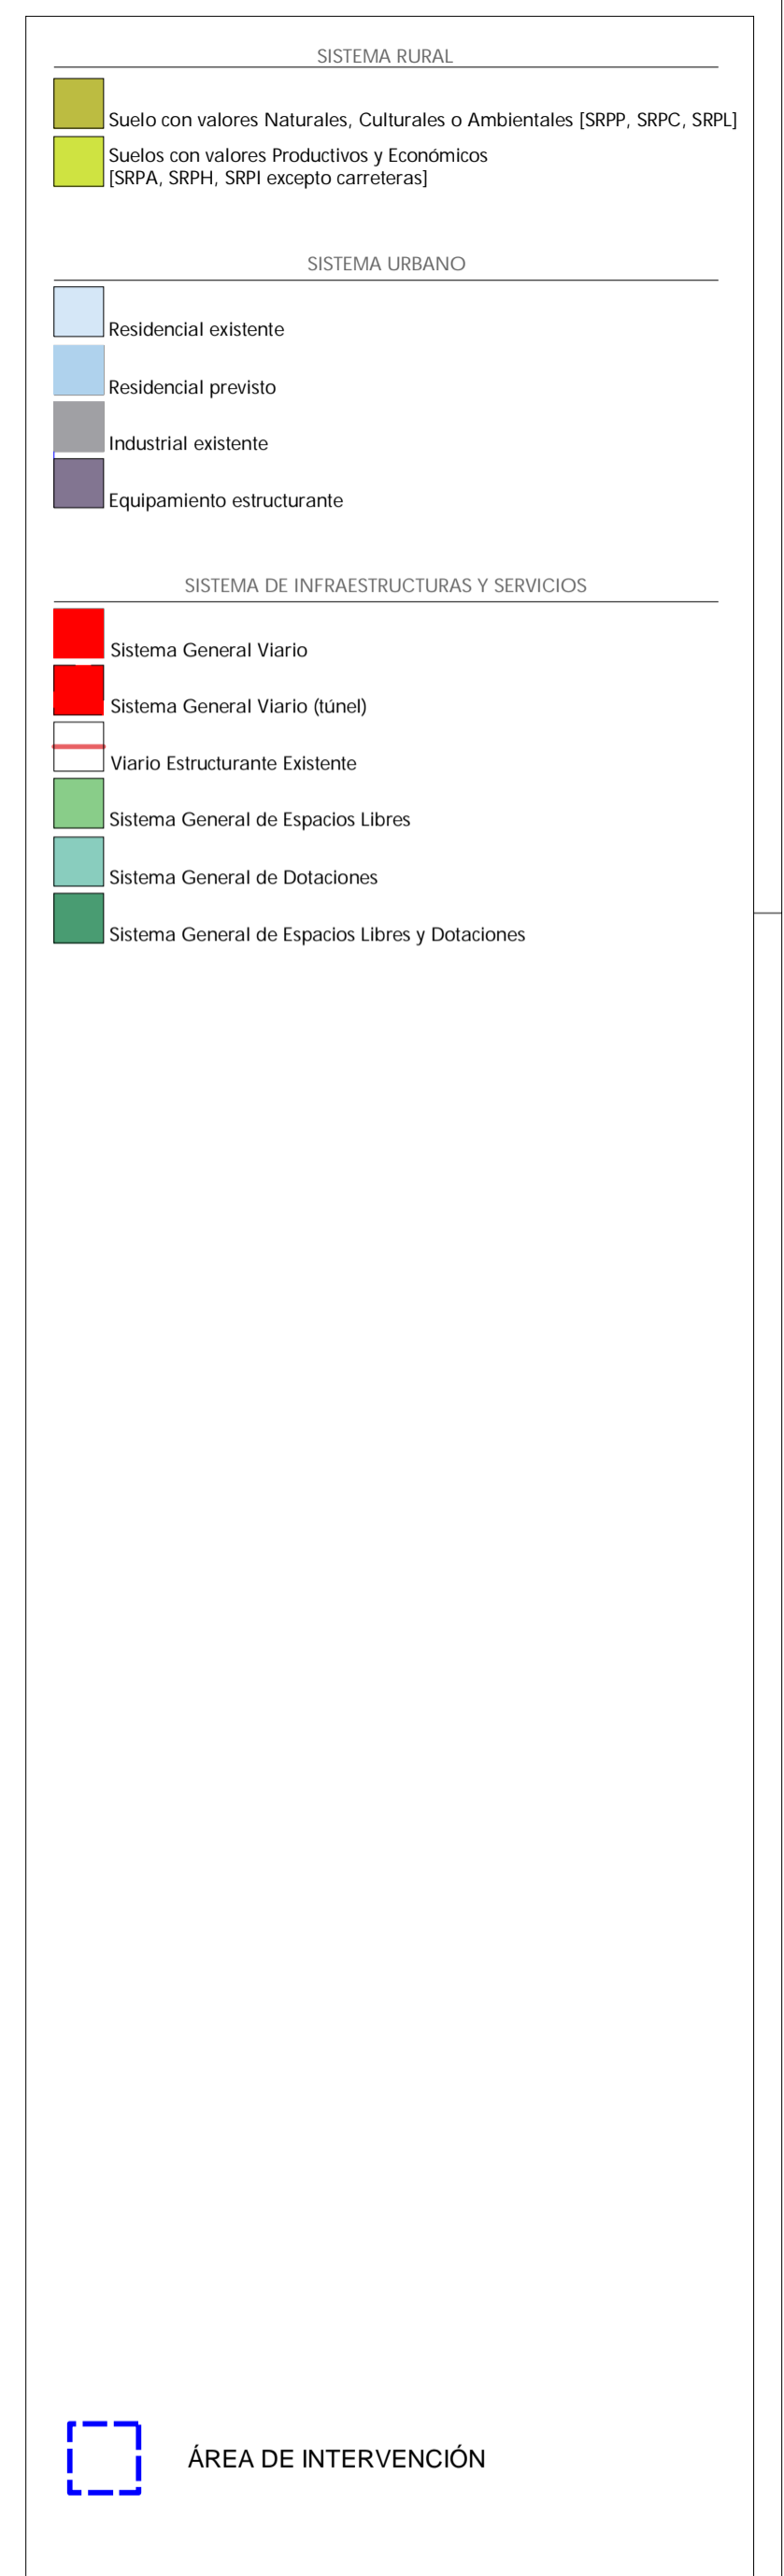 SISTEMA RURAL
Suelo con valores Naturales, Culturales o Ambientales [SRPP, SRPC, SRPL]
Suelos con valores Productivos y Económicos
[SRPA, SRPH, SRPI excepto carreteras]
SISTEMA URBANO
Residencial existente
Residencial previsto
Industrial existente
Equipamiento estructurante
SISTEMA DE INFRAESTRUCTURAS Y SERVICIOS
Sistema General Viario
Sistema General Viario (túnel)
Viario Estructurante Existente
Sistema General de Espacios Libres
Sistema General de Dotaciones
Sistema General de Espacios Libres y Dotaciones
ÁREA DE INTERVENCIÓN